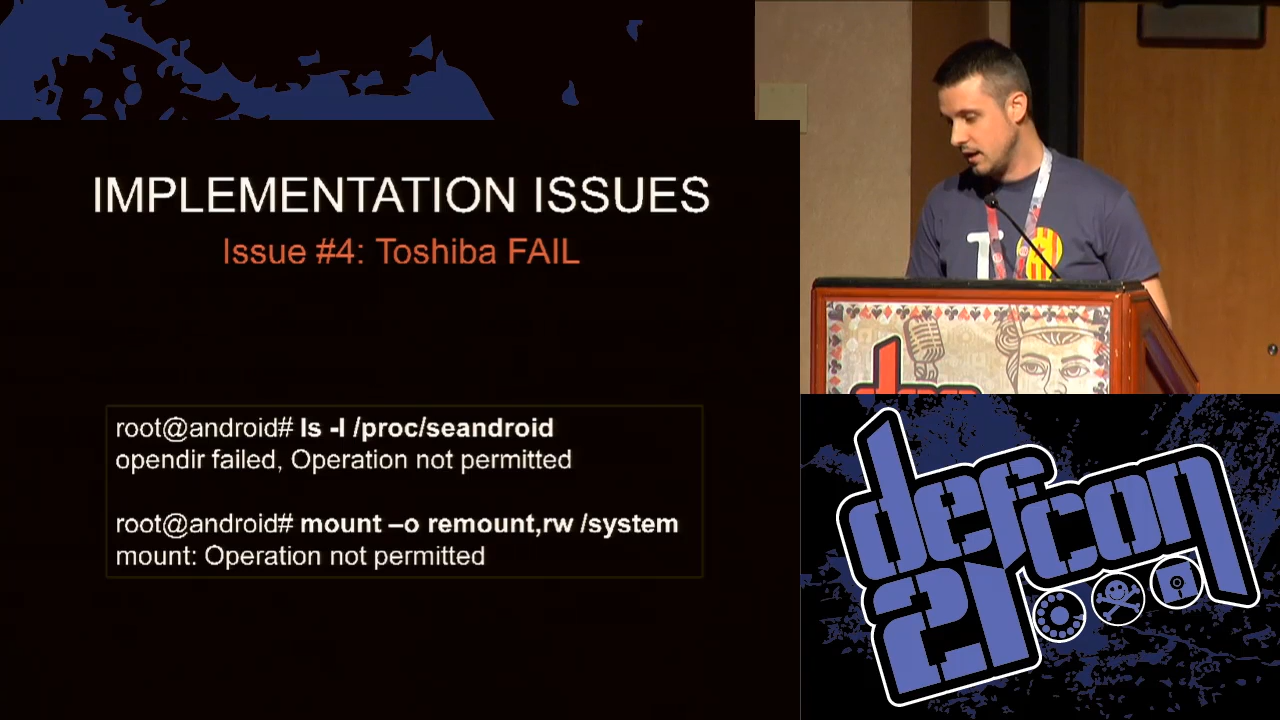 IMPLEMENTATION ISSUES
Issue #4: Toshiba FAIL
root@android# ls -l /proc/seandroid
opendir failed, Operation not permitted
root@android# mount –o remount,rw /system
mount: Operation not permitted
defcon
21